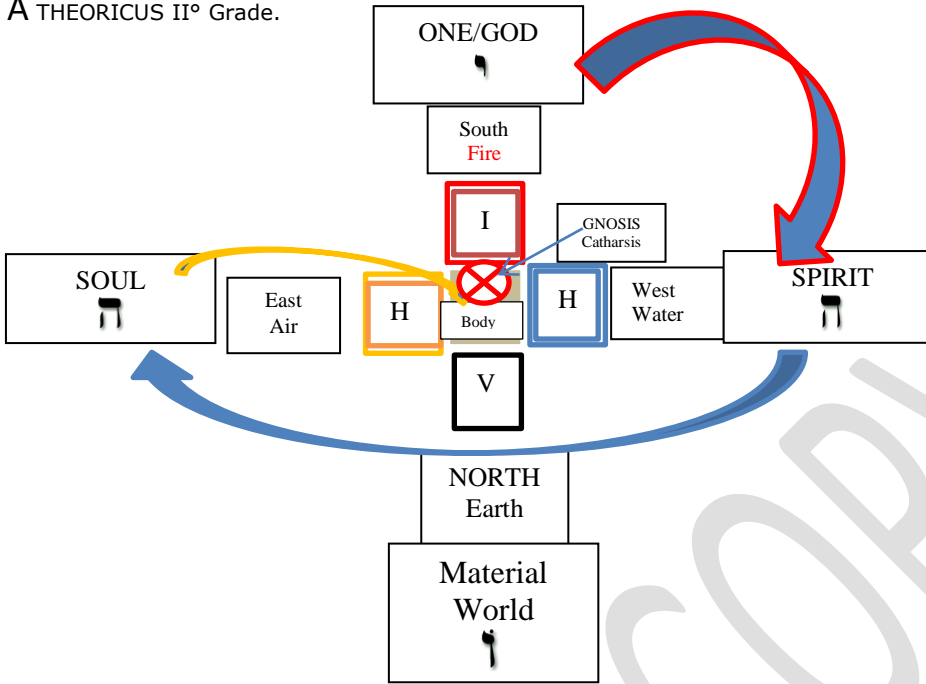 A THEORICUS II° Grade.
ONE/GOD
י
South
Fire
I
GNOSIS
Catharsis
SOUL
ה
East
Air
H
Body
H
West
Water
SPIRIT
ה
V
NORTH
Earth
Material
World
וֹ
COP